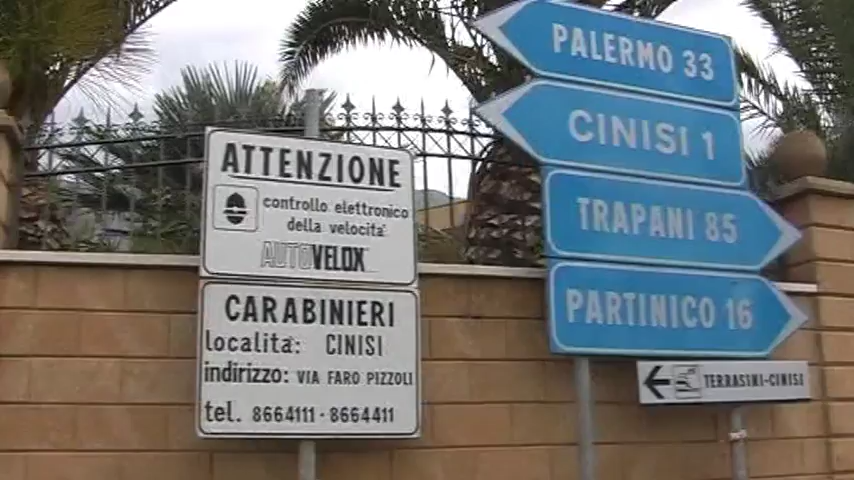 ATTENZIONE
controllo elettronico
della velocità
AUTOVELOX
CARABINIERI
località: CINISI
indirizzo: VIA FARO PIZZOLI
tel. 8664111 - 8664411
PALERMO 33
CINISI 1
TRAPANI 85
PARTINICO 16
TERRASINI-CINISI